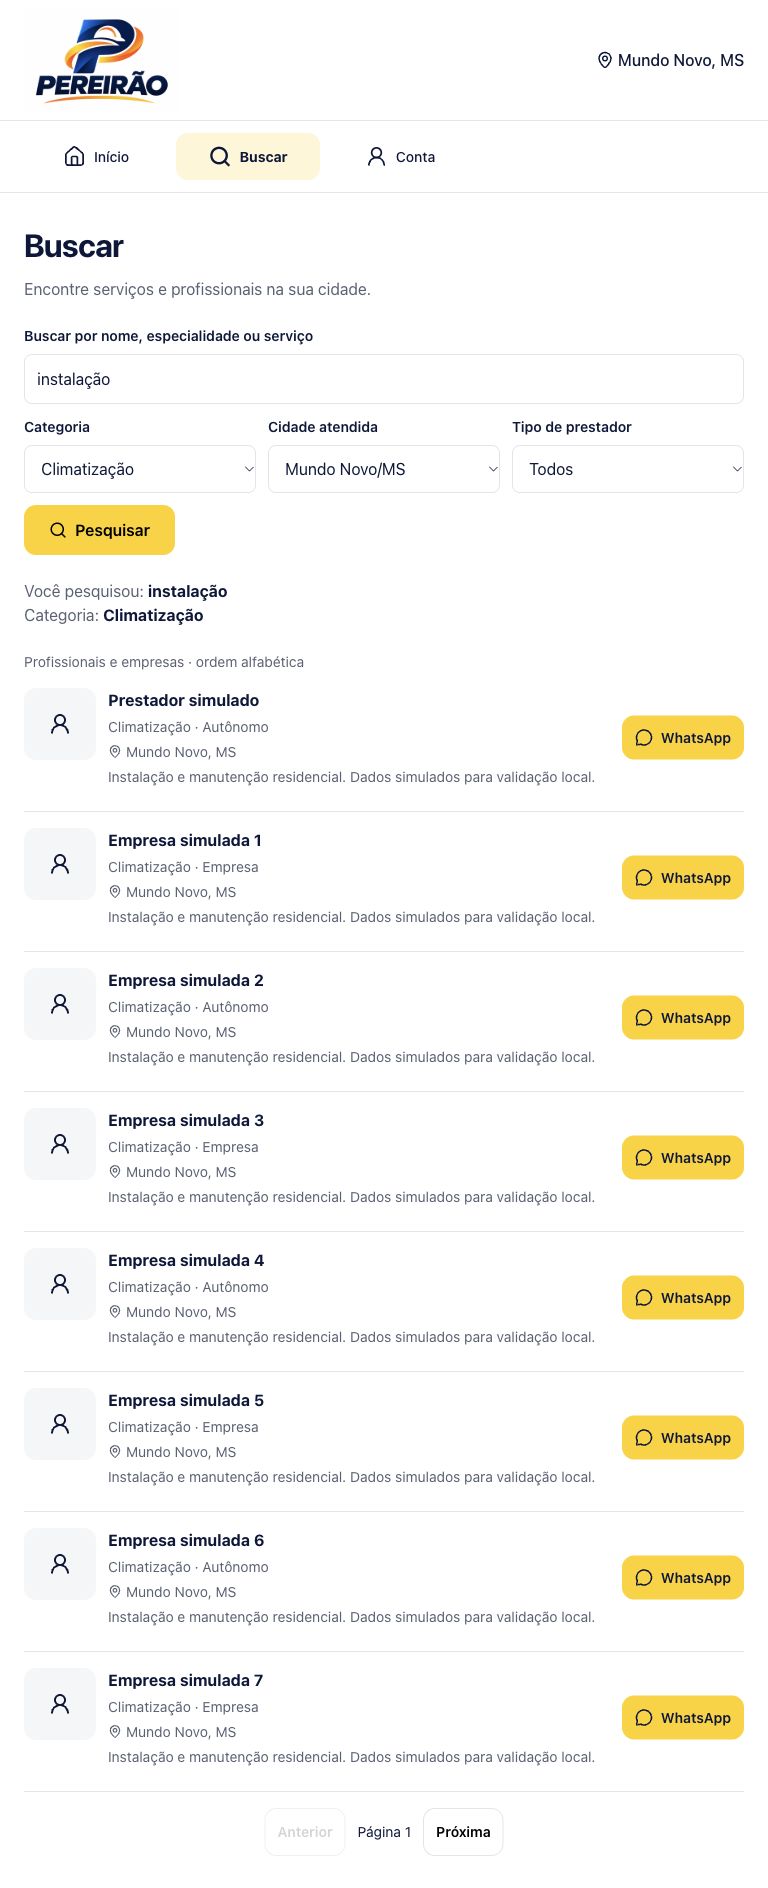 PEREIRÃO
Mundo Novo, MS
Início
Buscar
Conta
Buscar
Encontre serviços e profissionais na sua cidade.
Buscar por nome, especialidade ou serviço
instalação
Categoria
Cidade atendida
Tipo de prestador
Climatização
Mundo Novo/MS
Todos
Pesquisar
Você pesquisou: instalação
Categoria: Climatização
Profissionais e empresas · ordem alfabética
Prestador simulado
Climatização · Autônomo
Mundo Novo, MS
Instalação e manutenção residencial. Dados simulados para validação local.
WhatsApp
Empresa simulada 1
Climatização · Empresa
Mundo Novo, MS
Instalação e manutenção residencial. Dados simulados para validação local.
WhatsApp
Empresa simulada 2
Climatização · Autônomo
Mundo Novo, MS
Instalação e manutenção residencial. Dados simulados para validação local.
WhatsApp
Empresa simulada 3
Climatização · Empresa
Mundo Novo, MS
Instalação e manutenção residencial. Dados simulados para validação local.
WhatsApp
Empresa simulada 4
Climatização · Autônomo
Mundo Novo, MS
Instalação e manutenção residencial. Dados simulados para validação local.
WhatsApp
Empresa simulada 5
Climatização · Empresa
Mundo Novo, MS
Instalação e manutenção residencial. Dados simulados para validação local.
WhatsApp
Empresa simulada 6
Climatização · Autônomo
Mundo Novo, MS
Instalação e manutenção residencial. Dados simulados para validação local.
WhatsApp
Empresa simulada 7
Climatização · Empresa
Mundo Novo, MS
Instalação e manutenção residencial. Dados simulados para validação local.
WhatsApp
Anterior
Página 1
Próxima